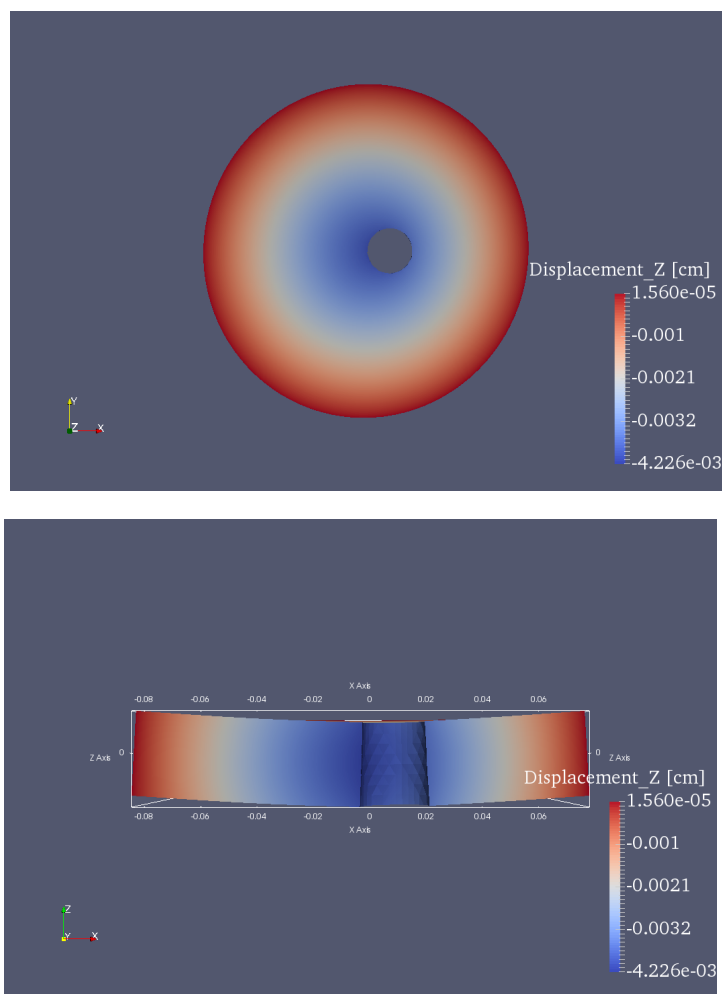 Displacement_Z [cm]
1.560e-05
-0.001
-0.0021
-0.0032
-4.226e-03
Y
Z X
X Axis
-0.08 -0.06 -0.04 -0.02 0 0.02 0.04 0.06
Z Axis 0 0 Z Axis
Displacement_Z [cm]
1.560e-05
-0.08 -0.06 -0.04 -0.02 0 0.02 0.04 0.06
X Axis
-0.001
-0.0021
Z
-0.0032
Y X
-4.226e-03